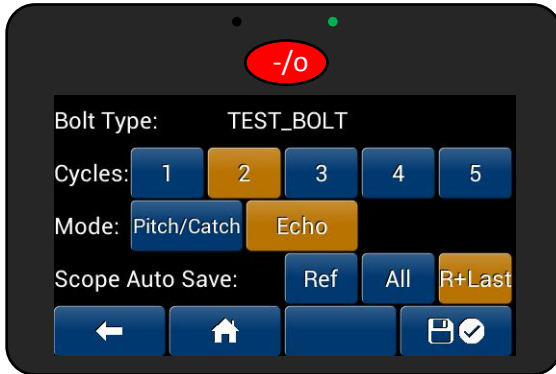 -/o
Bolt Type: TEST_BOLT
Cycles: 1 2 3 4 5
Mode: Pitch/Catch Echo
Scope Auto Save: Ref All R+Last